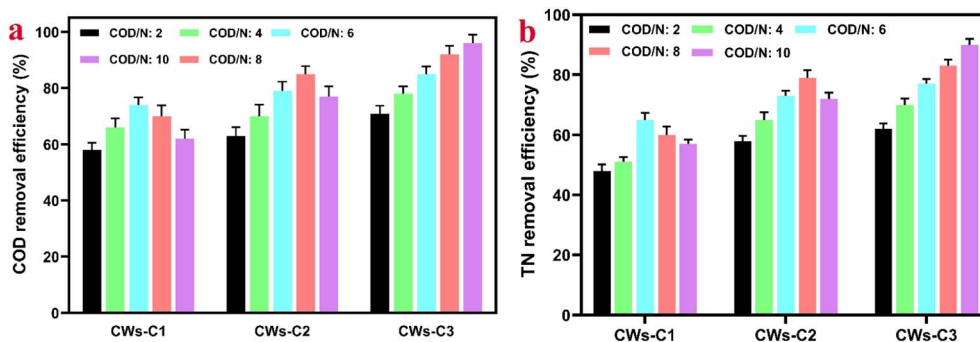 a
COD removal efficiency (%)
100
80
60
40
20
0
COD/N: 2
COD/N: 4
COD/N: 6
COD/N: 10
COD/N: 8
CWs-C1
CWs-C2
CWs-C3
b
TN removal efficiency (%)
100
80
60
40
20
0
COD/N: 2
COD/N: 4
COD/N: 6
COD/N: 8
COD/N: 10
CWs-C1
CWs-C2
CWs-C3